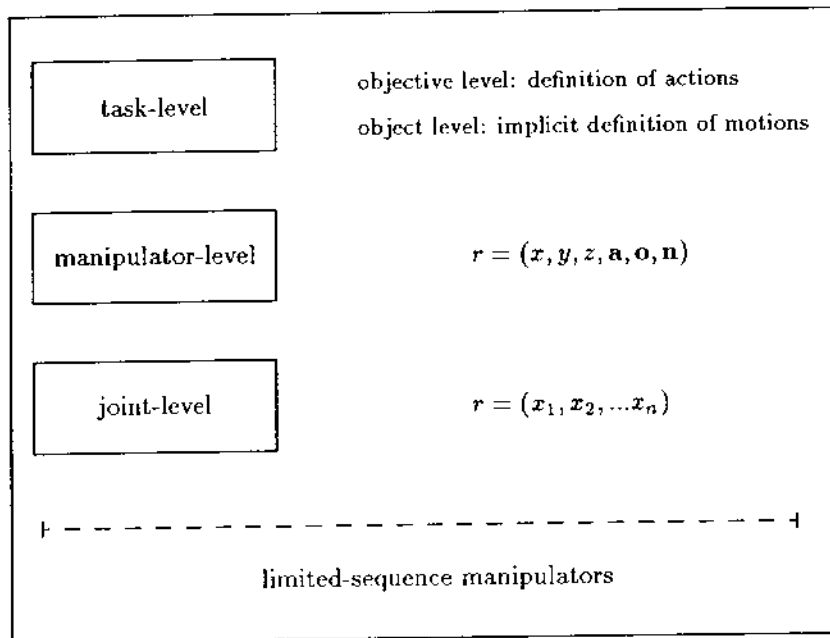 task-level
objective level: definition of actions
object level: implicit definition of motions
manipulator-level
r = (x, y, z, a, o, n)
joint-level
r = (x₁, x₂, ...xₙ)
limited-sequence manipulators